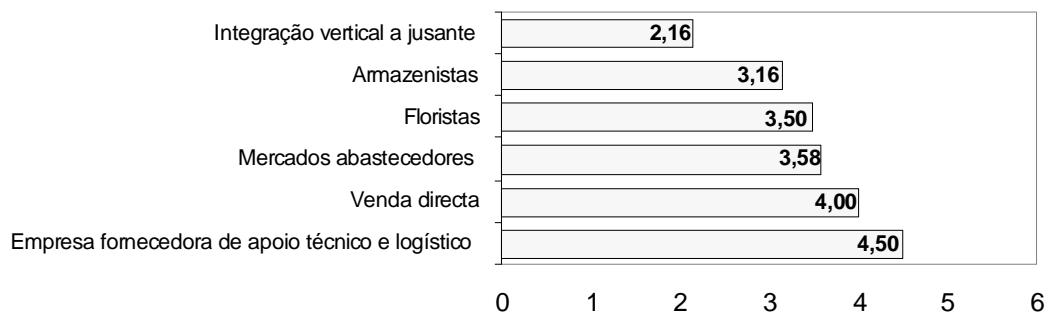 Integração vertical a jusante 2,16
Armazenistas 3,16
Floristas 3,50
Mercados abastecedores 3,58
Venda directa 4,00
Empresa fornecedora de apoio técnico e logístico 4,50
0 1 2 3 4 5 6